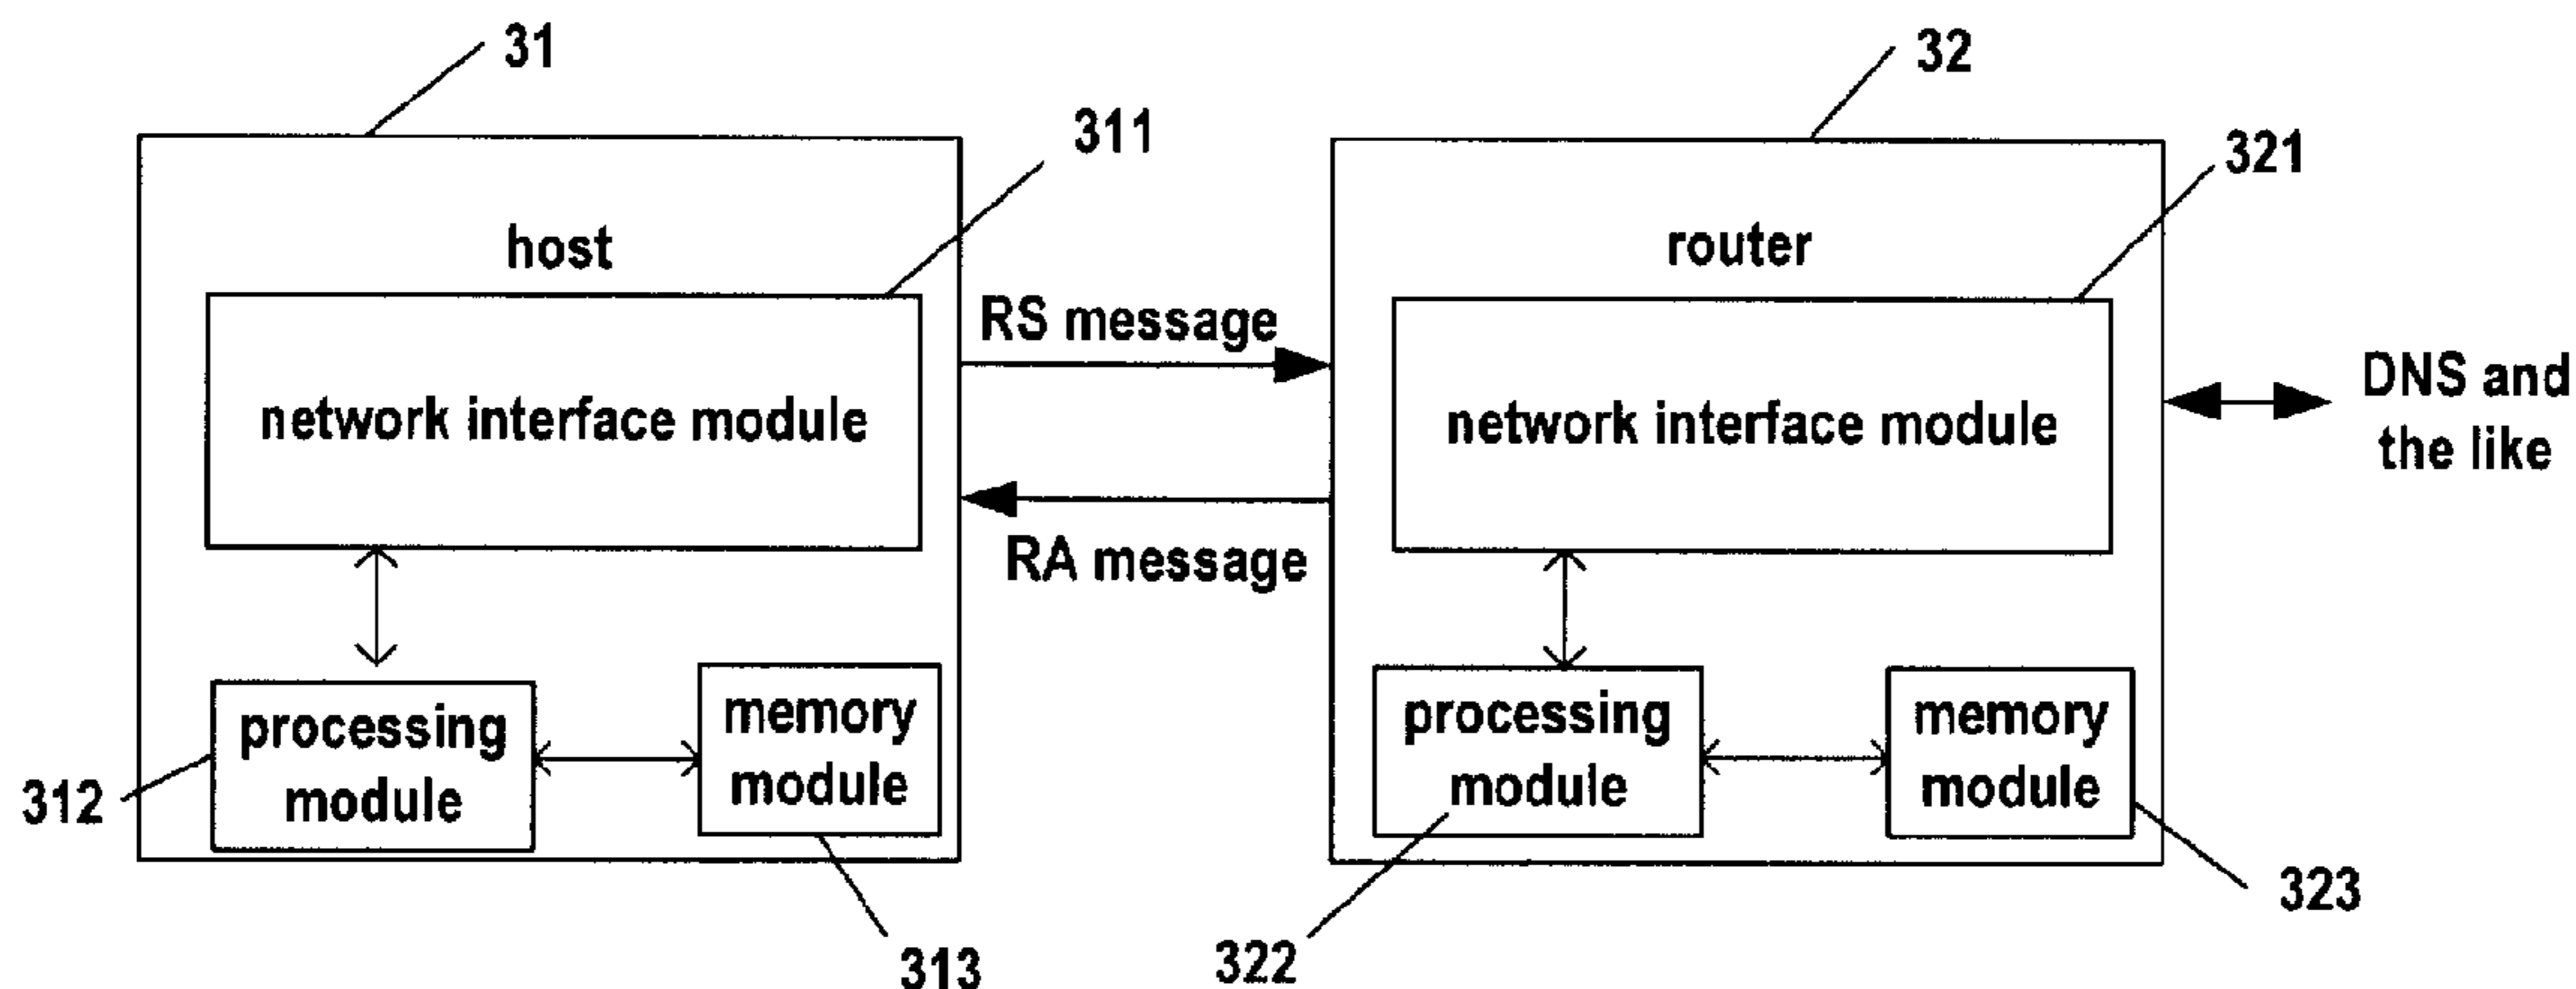 31
32
311
321
host
router
RS message
DNS and
the like
network interface module
network interface module
RA message
processing
module
memory
module
processing
module
memory
module
312
313
322
323